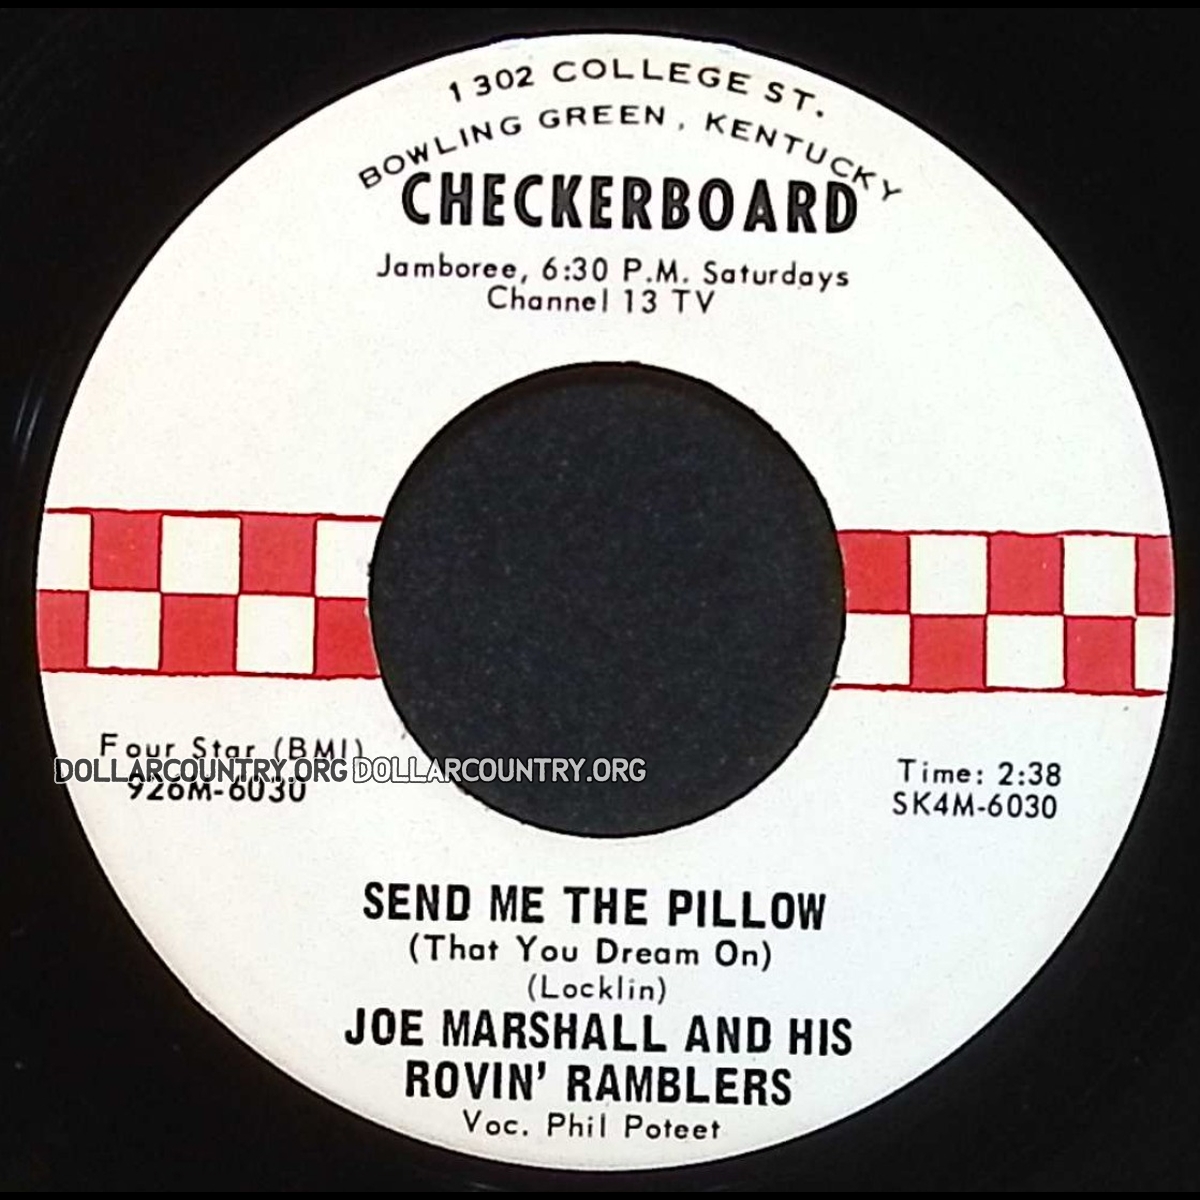 1302 COLLEGE ST.
BOWLING GREEN, KENTUCKY
CHECKERBOARD
Jamboree, 6:30 P.M. Saturdays
Channel 13 TV
Four Star (BMI)
DOLLARCOUNTRY.ORG DOLLARCOUNTRY.ORG
926M-6030
Time: 2:38
SK4M-6030
SEND ME THE PILLOW
(That You Dream On)
(Locklin)
JOE MARSHALL AND HIS
ROVIN' RAMBLERS
Voc. Phil Poteet